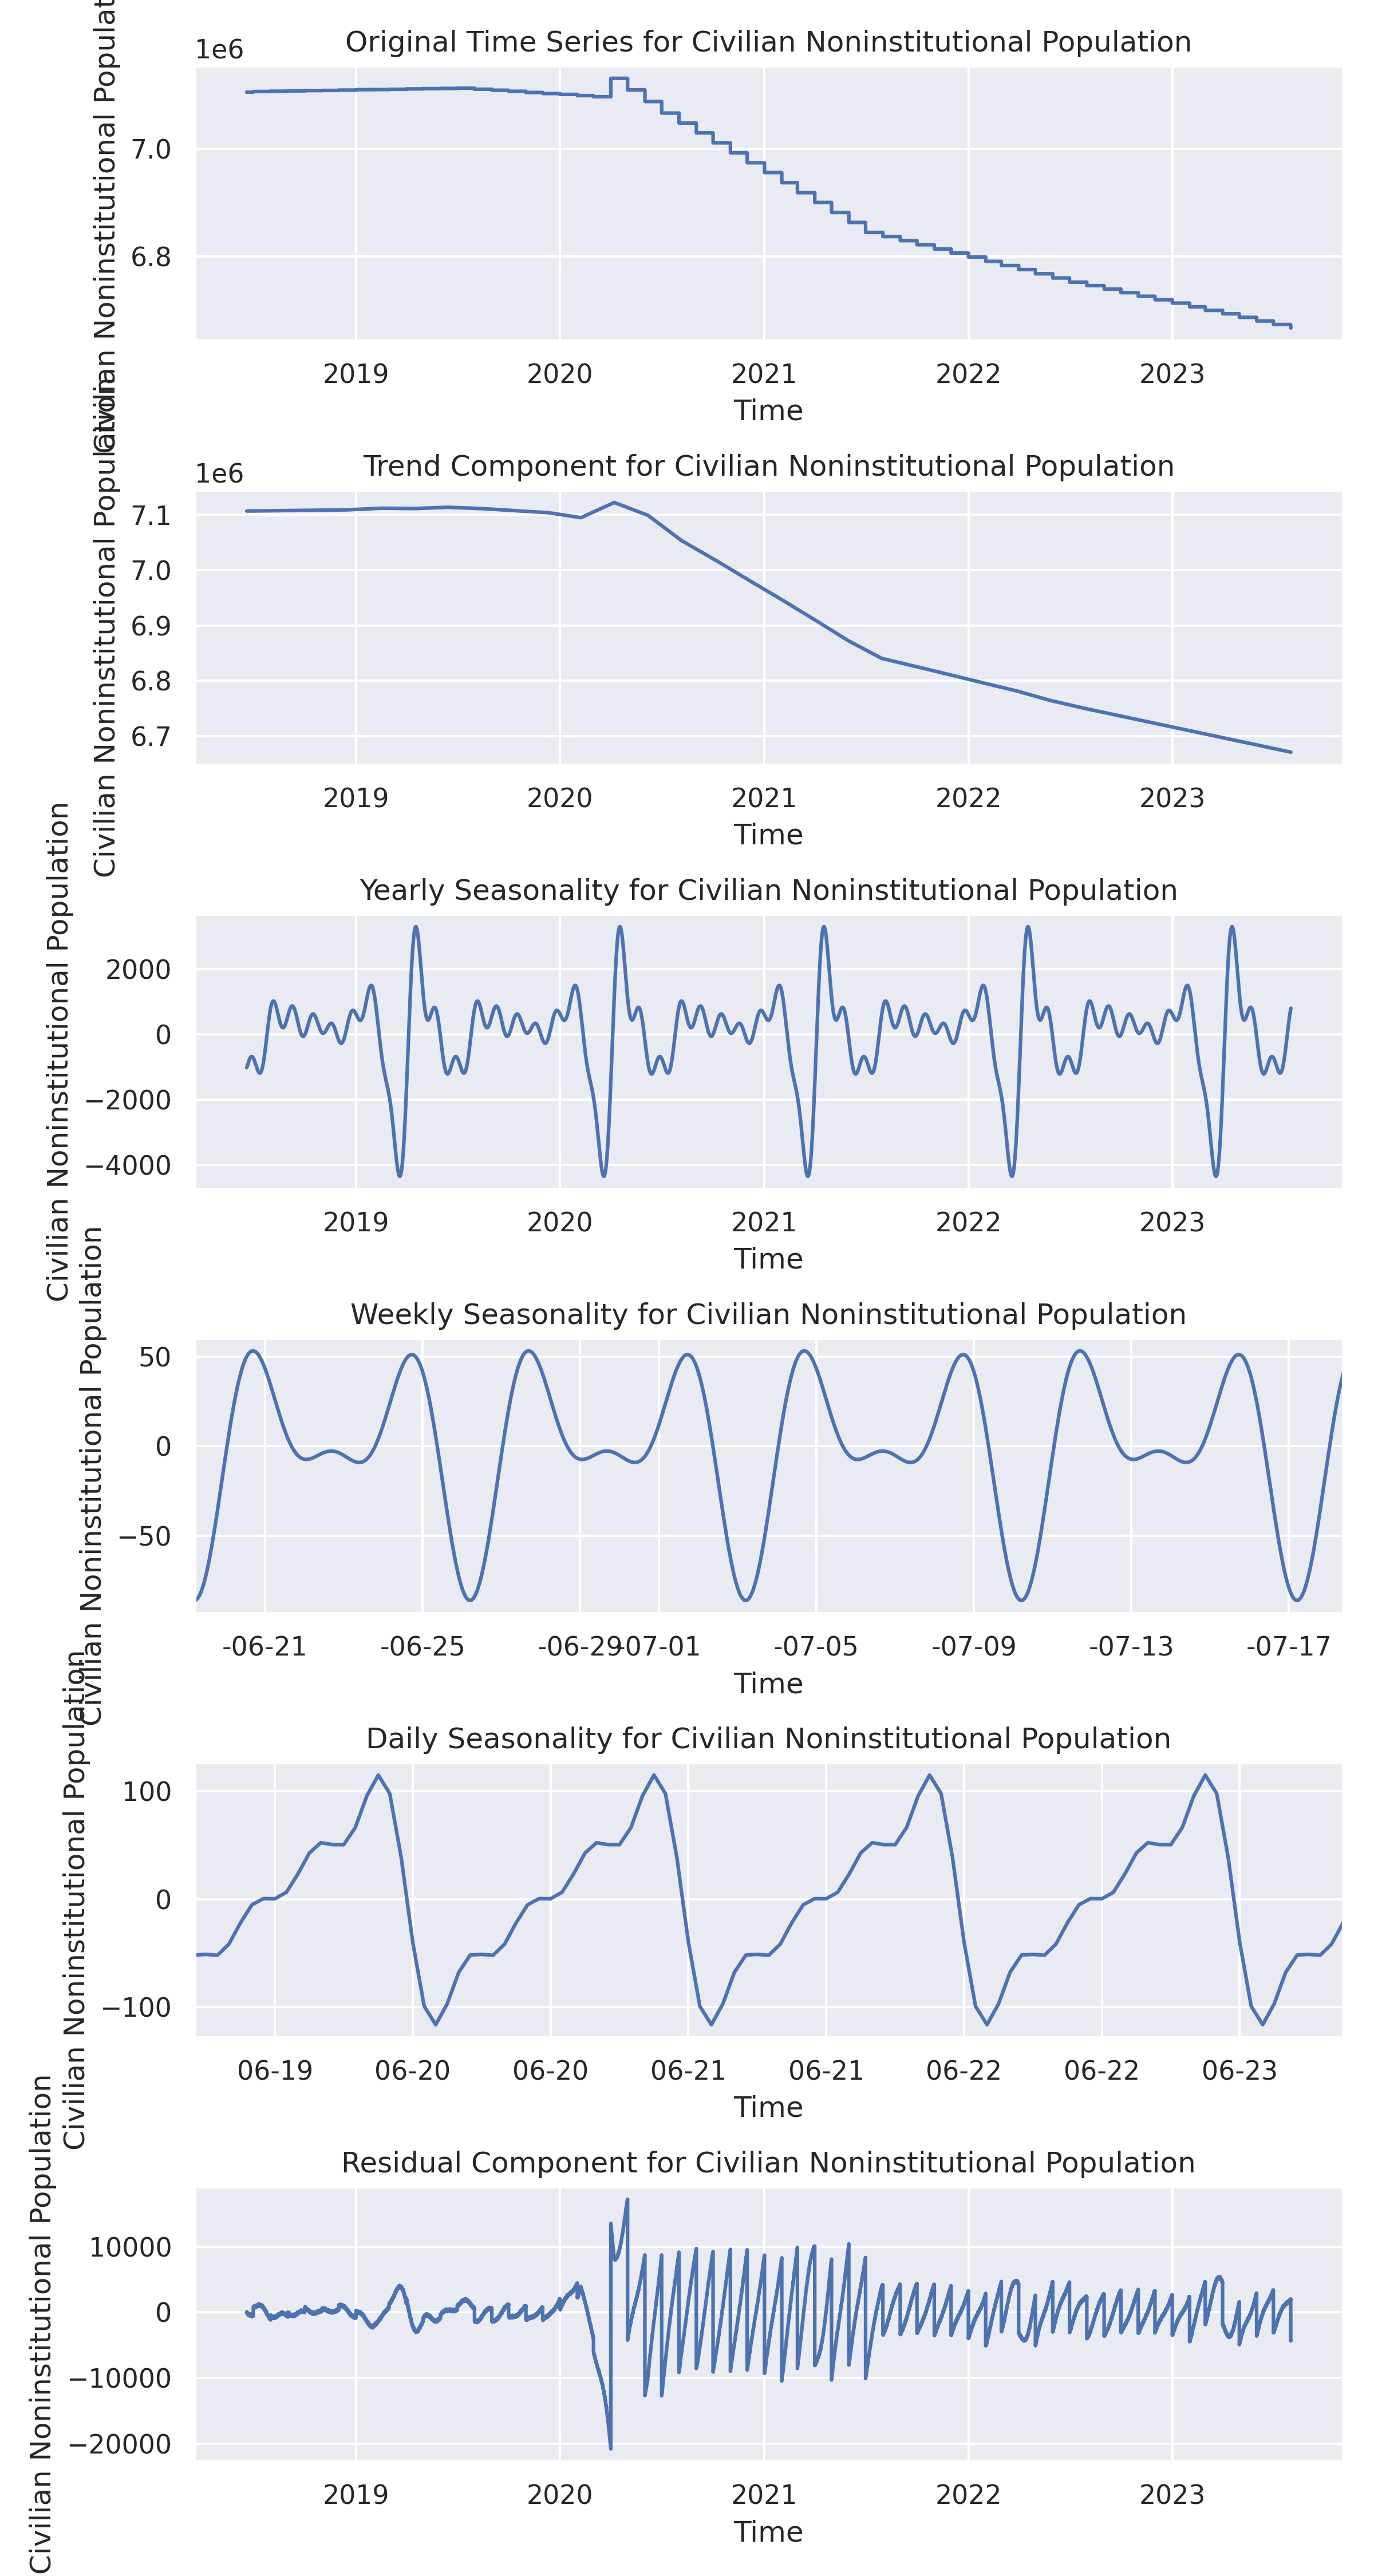 Original Time Series for Civilian Noninstitutional Population
1e6
Civilian Noninstitutional Populat
7.0
6.8
2019 2020 2021 2022 2023
Time
Trend Component for Civilian Noninstitutional Population
1e6
Civilian Noninstitutional Population
7.1
7.0
6.9
6.8
6.7
2019 2020 2021 2022 2023
Time
Yearly Seasonality for Civilian Noninstitutional Population
Civilian Noninstitutional Population
2000
0
−2000
−4000
2019 2020 2021 2022 2023
Time
Weekly Seasonality for Civilian Noninstitutional Population
Civilian Noninstitutional Population
50
0
−50
-06-21 -06-25 -06-29 -07-01 -07-05 -07-09 -07-13 -07-17
Time
Daily Seasonality for Civilian Noninstitutional Population
Civilian Noninstitutional Population
100
0
−100
06-19 06-20 06-20 06-21 06-21 06-22 06-22 06-23
Time
Residual Component for Civilian Noninstitutional Population
Civilian Noninstitutional Population
10000
0
−10000
−20000
2019 2020 2021 2022 2023
Time